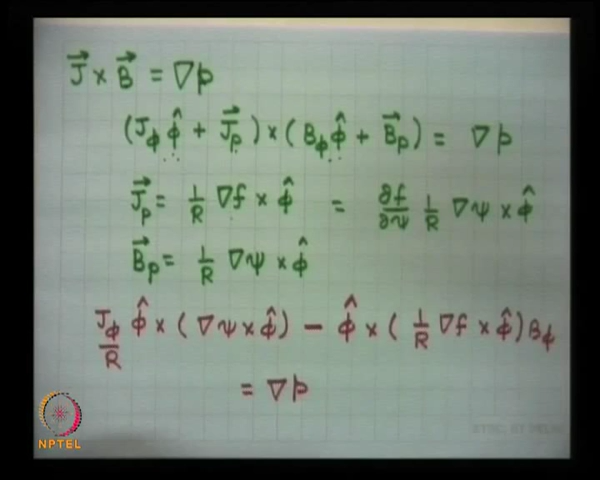 J⃗ × B⃗ = ∇p
(J_ϕ ϕ̂ + J⃗_p) × (B_ϕ ϕ̂ + B⃗_p) = ∇p
J⃗_p = 1/R ∇f × ϕ̂ = ∂f/∂ψ 1/R ∇ψ × ϕ̂
B⃗_p = 1/R ∇ψ × ϕ̂
J_ϕ/R ϕ̂ × (∇ψ × ϕ̂) − ϕ̂ × (1/R ∇f × ϕ̂) B_ϕ
= ∇p
NPTEL